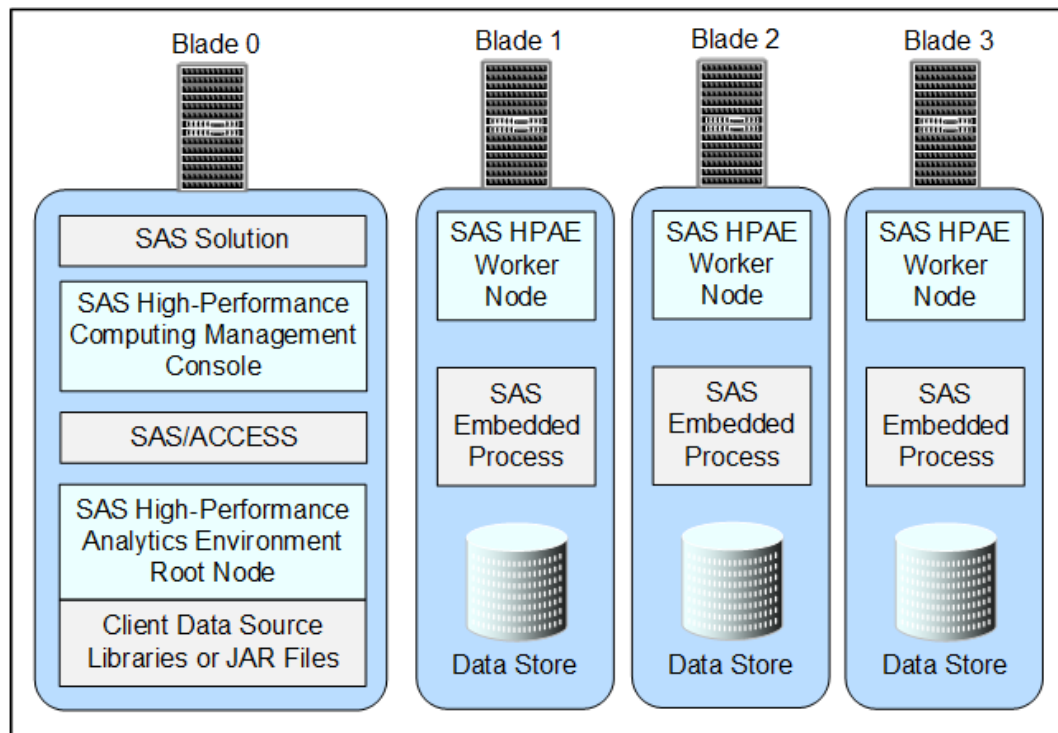 Blade 0
Blade 1
Blade 2
Blade 3
SAS Solution
SAS High-Performance
Computing Management
Console
SAS/ACCESS
SAS High-Performance
Analytics Environment
Root Node
Client Data Source
Libraries or JAR Files
SAS HPAE
Worker
Node
SAS
Embedded
Process
Data Store
SAS HPAE
Worker
Node
SAS
Embedded
Process
Data Store
SAS HPAE
Worker
Node
SAS
Embedded
Process
Data Store